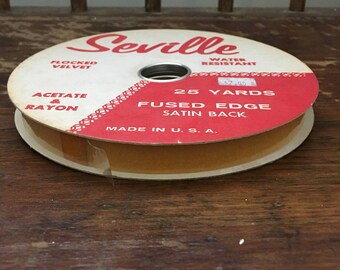 Seville
FLOCKED
VELVET
WATER
RESISTANT
ACETATE
&
RAYON
25 YARDS
FUSED EDGE
SATIN BACK
MADE IN U.S.A.